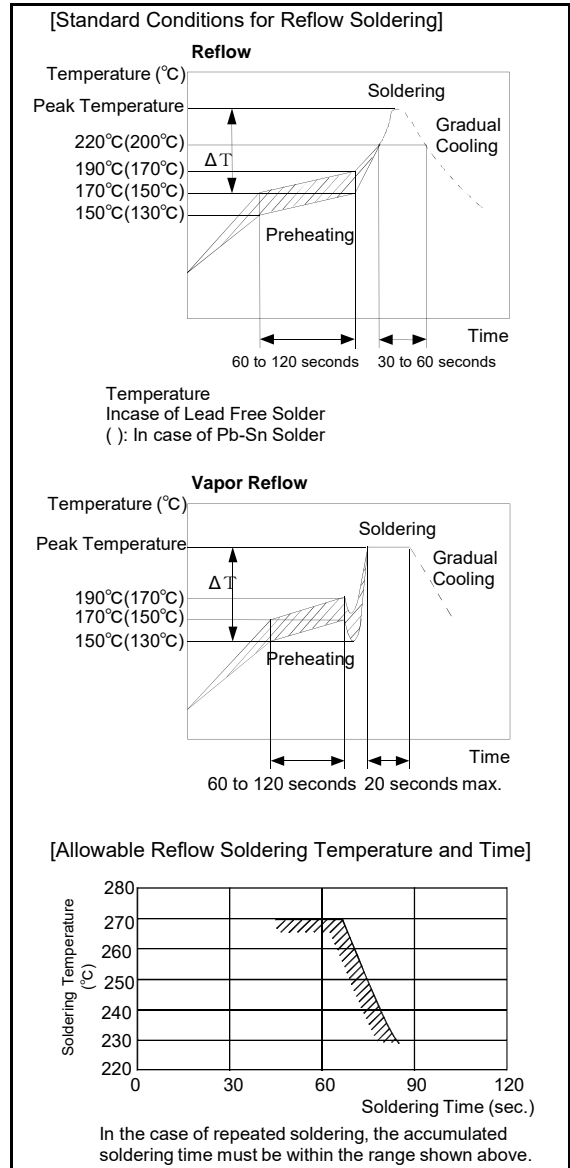 [Standard Conditions for Reflow Soldering]
Reflow
Temperature (℃)
Soldering
Peak Temperature
Gradual
Cooling
220℃(200℃)
ΔT
190℃(170℃)
170℃(150℃)
150℃(130℃)
Preheating
Time
60 to 120 seconds
30 to 60 seconds
Temperature
Incase of Lead Free Solder
( ): In case of Pb-Sn Solder
Vapor Reflow
Temperature (℃)
Soldering
Peak Temperature
Gradual
Cooling
ΔT
190℃(170℃)
170℃(150℃)
150℃(130℃)
Preheating
Time
60 to 120 seconds
20 seconds max.
[Allowable Reflow Soldering Temperature and Time]
Soldering Temperature
(℃)
280
270
260
250
240
230
220
0
30
60
90
120
Soldering Time (sec.)
In the case of repeated soldering, the accumulated
soldering time must be within the range shown above.